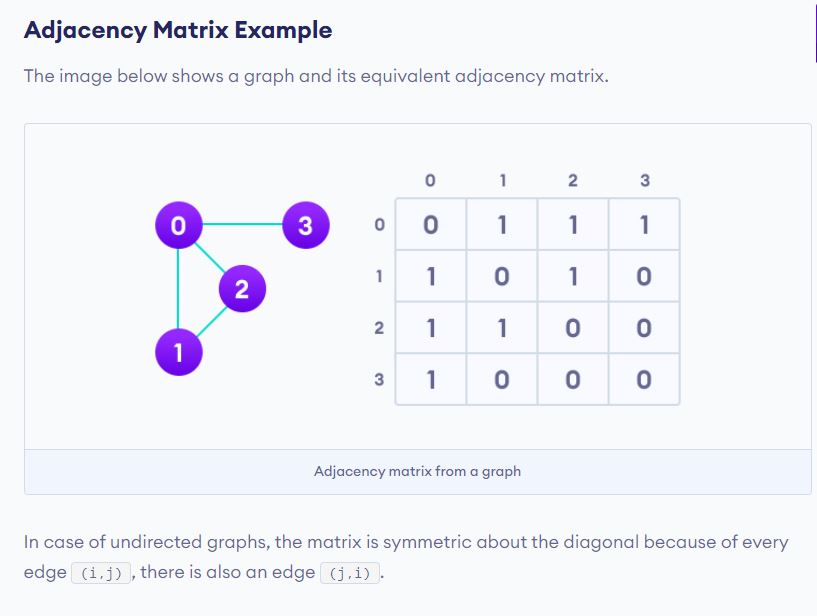 Adjacency Matrix Example
The image below shows a graph and its equivalent adjacency matrix.
0 1 2 3
0 3 0 0 1 1 1
2 1 1 0 1 0
1 2 1 1 0 0
3 1 0 0 0
Adjacency matrix from a graph
In case of undirected graphs, the matrix is symmetric about the diagonal because of every
edge (i,j) , there is also an edge (j,i) .